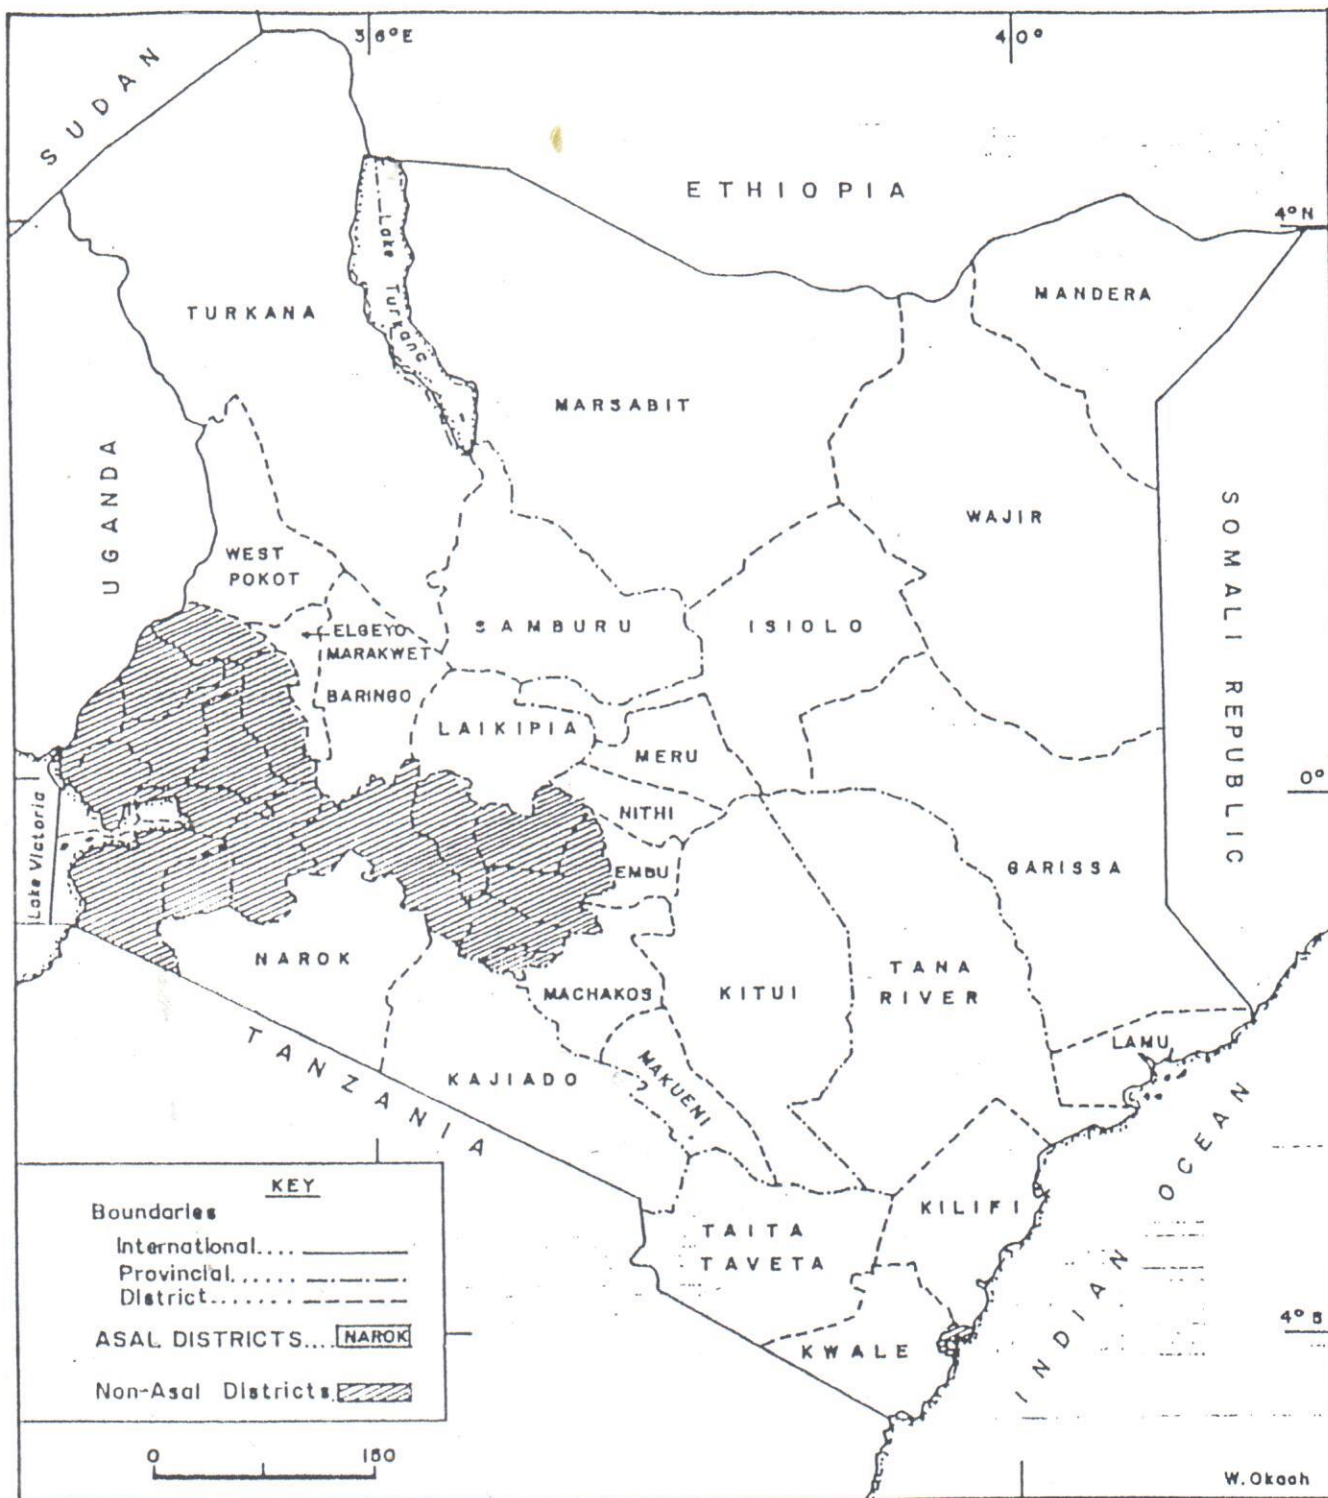 36°E
40°
SUDAN
ETHIOPIA
4°N
Lake Turkana
MANDERA
TURKANA
MARSABIT
UGANDA
WAJIR
SOMALI REPUBLIC
WEST
POKOT
SAMBURU
ISIOLO
ELGEYO
MARAKWET
BARINGO
LAIKIPIA
MERU
0°
NITHI
Lake Victoria
EMBU
GARISSA
NAROK
MACHAKOS
KITUI
TANA
RIVER
LAMU
TANZANIA
KAJIADO
MAKUENI
INDIAN OCEAN
KILIFI
TAITA
TAVETA
KWALE
4°S
KEY
Boundaries
International....
Provincial......
District........
ASAL DISTRICTS.... NAROK
Non-Asal Districts.
0 150
W. Okaah